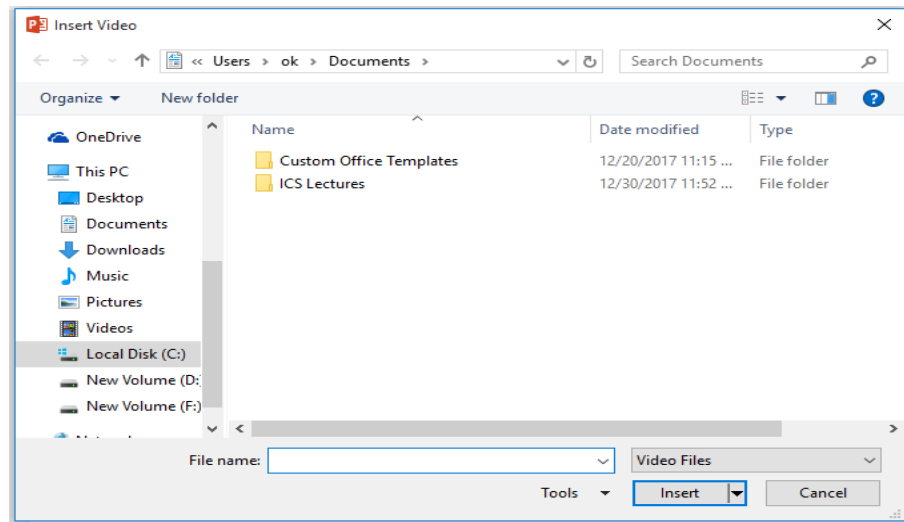 Insert Video
« Users › ok › Documents ›
Search Documents
Organize
New folder
Name
Date modified
Type
OneDrive
This PC
Desktop
Documents
Downloads
Music
Pictures
Videos
Local Disk (C:)
New Volume (D:
New Volume (F:)
Custom Office Templates 12/20/2017 11:15 ... File folder
ICS Lectures 12/30/2017 11:52 ... File folder
File name:
Video Files
Tools
Insert
Cancel